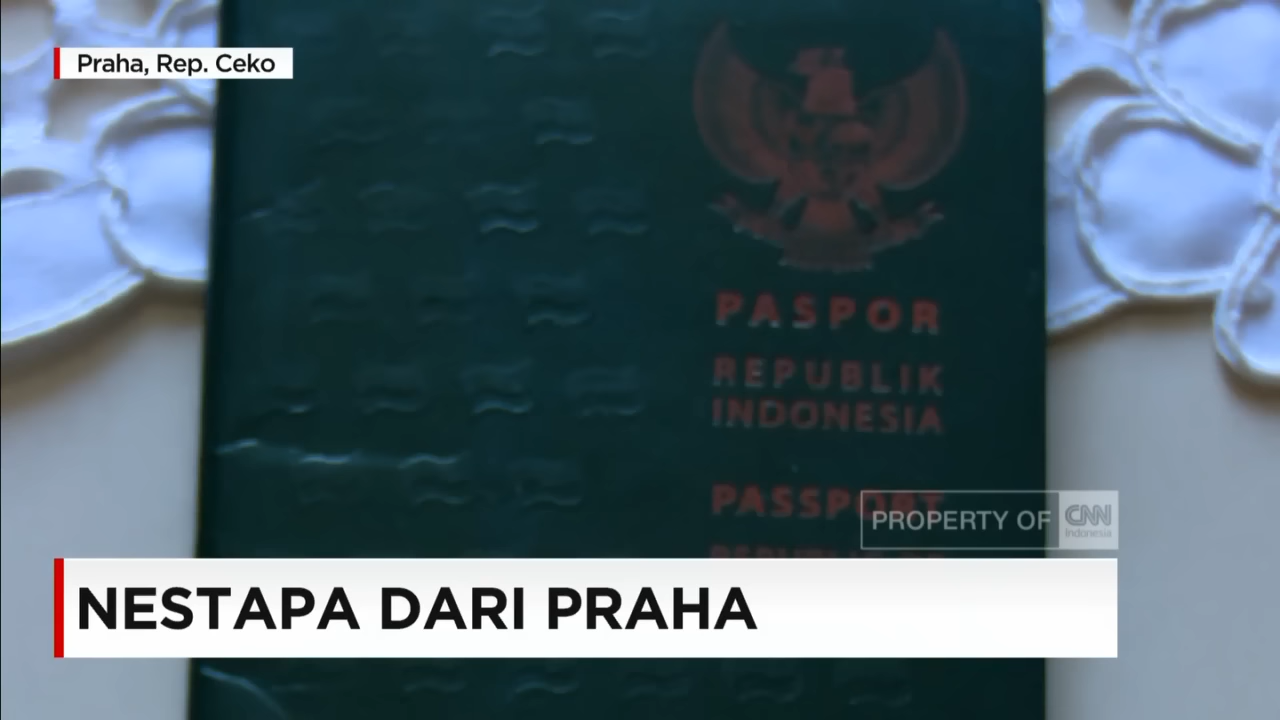 Praha, Rep. Ceko
PASPOR
REPUBLIK
INDONESIA
PASSPORT
PROPERTY OF CNN Indonesia
NESTAPA DARI PRAHA